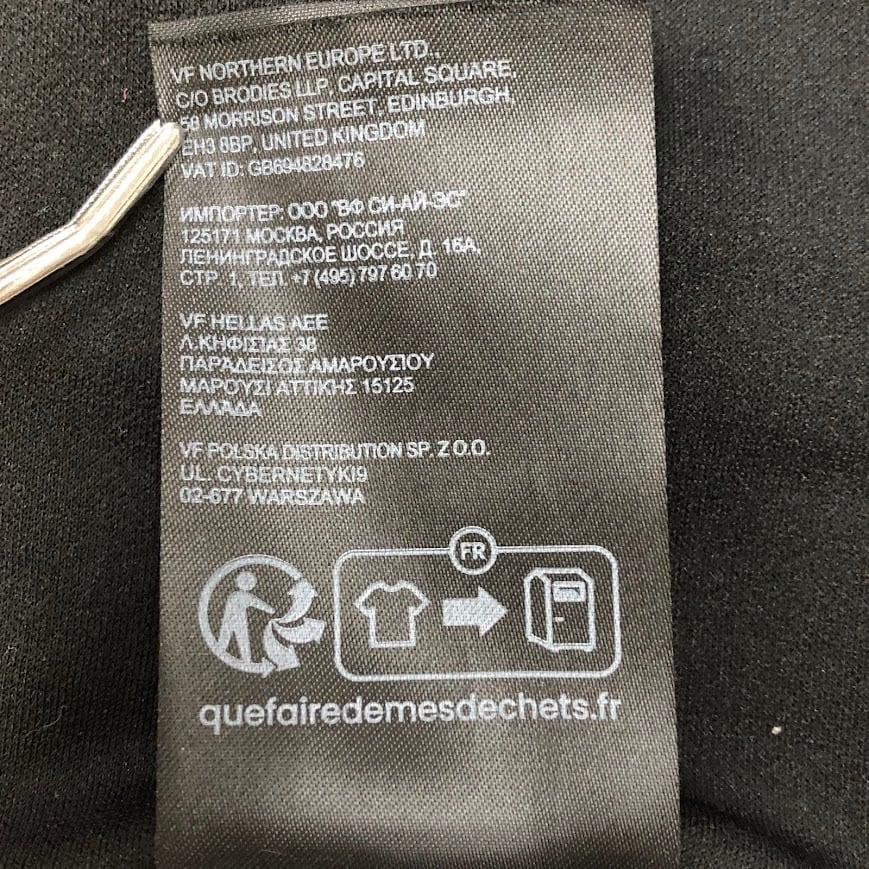 VF NORTHERN EUROPE LTD.,
C/O BRODIES LLP, CAPITAL SQUARE,
58 MORRISON STREET, EDINBURGH,
EH3 8BP, UNITED KINGDOM
VAT ID: GB694828476
ИМПОРТЕР: ООО "ВФ СИ-АЙ-ЭС"
125171 МОСКВА, РОССИЯ
ЛЕНИНГРАДСКОЕ ШОССЕ, Д. 16А,
СТР. 1, ТЕЛ. +7 (495) 797 60 70
VF HELLAS AEE
Λ.ΚΗΦΙΣΙΑΣ 38
ΠΑΡΆΔΕΙΣΟΣ ΑΜΑΡΟΥΣΊΟΥ
ΜΑΡΟΥΣΙ ΑΤΤΙΚΗΣ 15125
ΕΛΛΆΔΑ
VF POLSKA DISTRIBUTION SP. Z O.O.
UL. CYBERNETYKI9
02-677 WARSZAWA
FR
quefairedemesdechets.fr